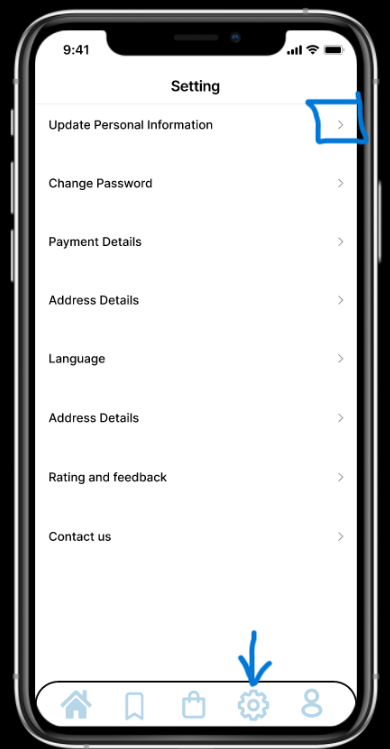 9:41
Setting
Update Personal Information
Change Password
Payment Details
Address Details
Language
Address Details
Rating and feedback
Contact us